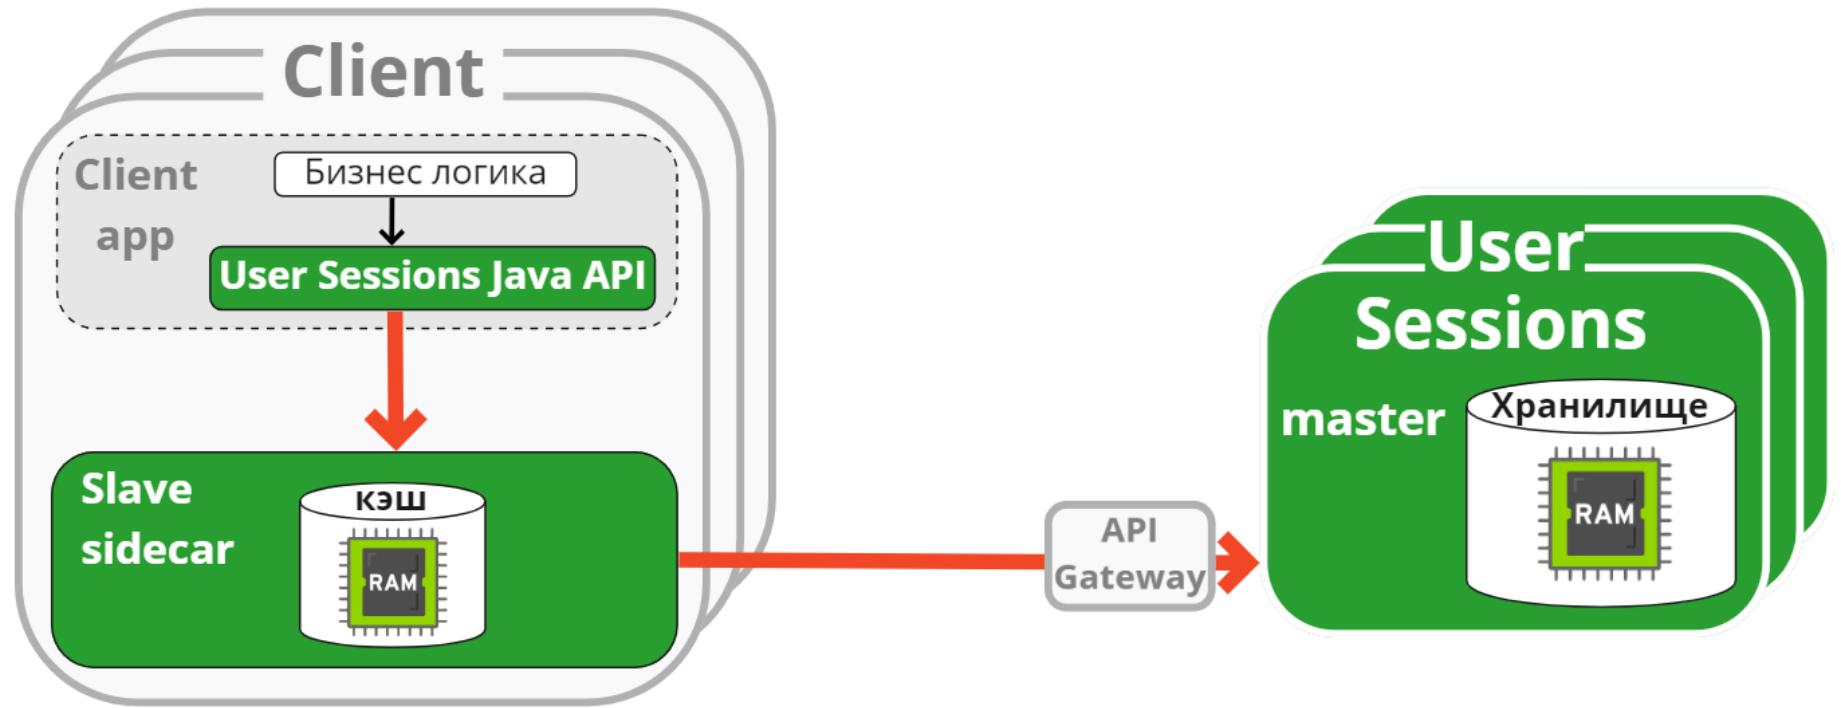 Client
Client
app
Бизнес логика
User Sessions Java API
Slave
sidecar
кэш
RAM
API
Gateway
User
Sessions
master
Хранилище
RAM